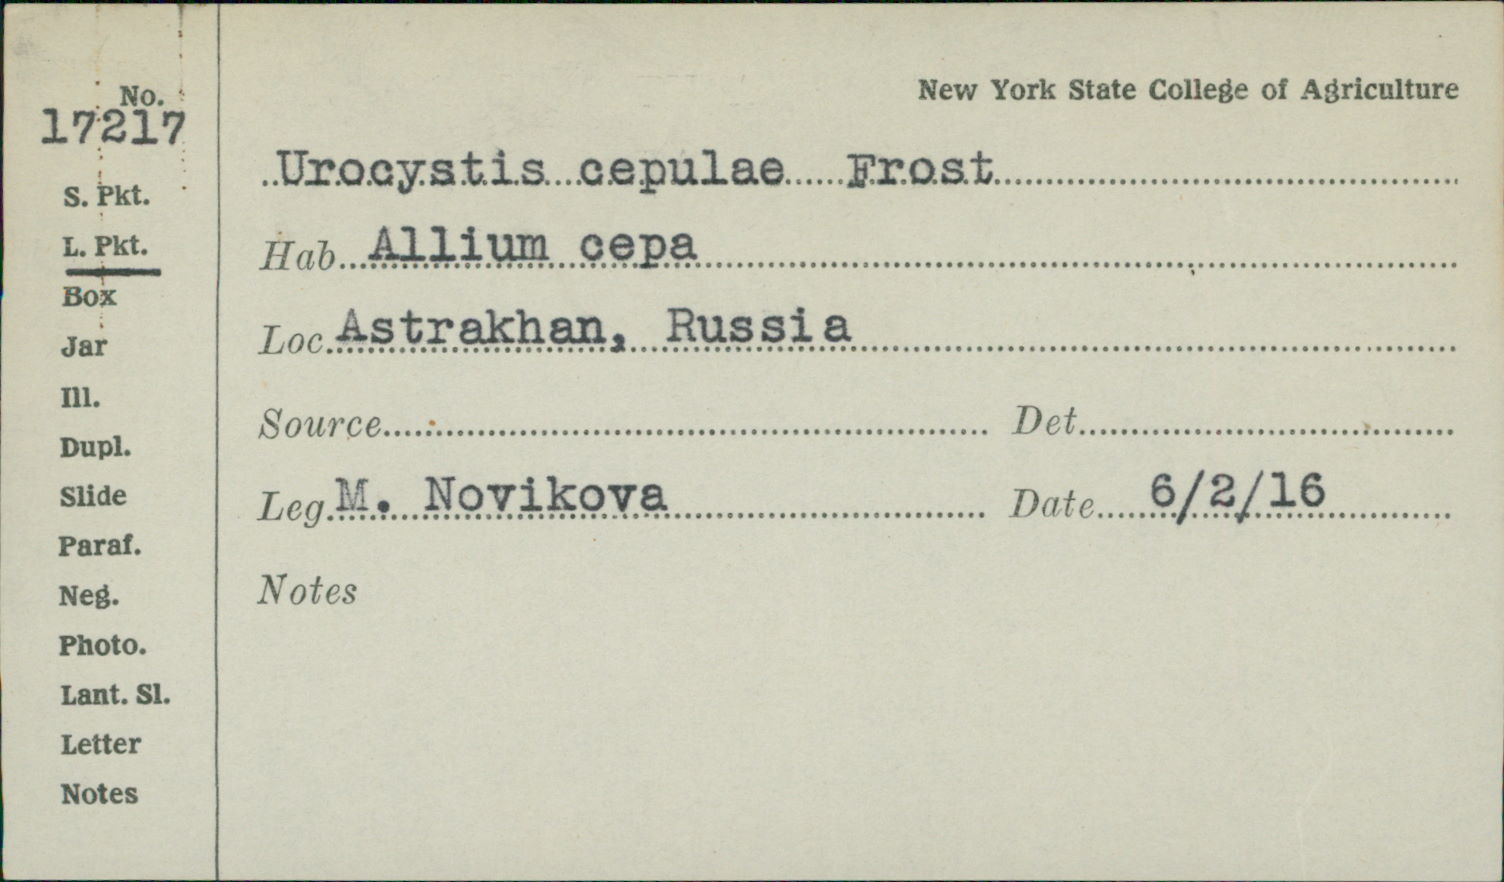 No.
17217
S. Pkt.
L. Pkt.
Box
Jar
Ill.
Dupl.
Slide
Paraf.
Neg.
Photo.
Lant. Sl.
Letter
Notes
New York State College of Agriculture
Urocystis cepulae Frost
Hab. Allium cepa
Loc. Astrakhan, Russia
Source Det.
Leg. M. Novikova Date 6/2/16
Notes